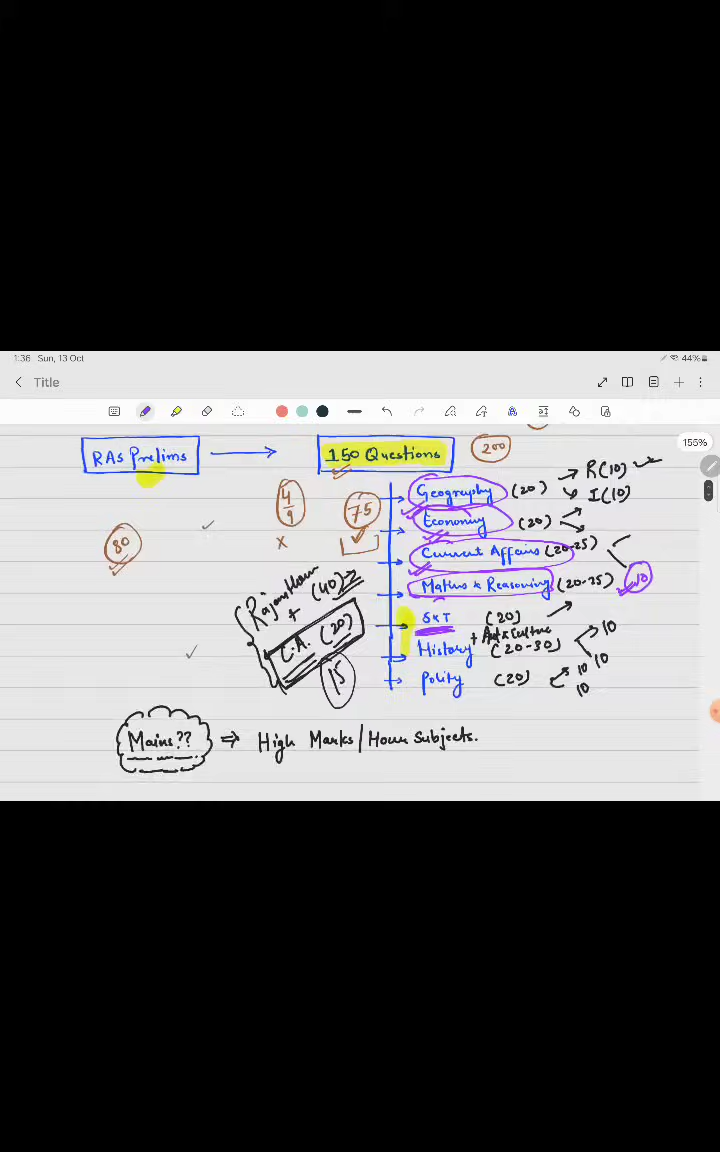 1:36 Sun, 13 Oct
44%
Title
155%
RAs Prelims
150 Questions
200
Geography (20)
R(10)
I(10)
4/9
75
x
Economy (20)
80
Current Affairs (20-25)
Maths & Reasoning (20-25)
10
Rajasthan (40)
+
C.A. (20)
15
S&T (20)
+ Art & Culture
History (20-30)
10
10
Polity (20)
10
10
Mains?? ⇒ High Marks/Hour Subjects.